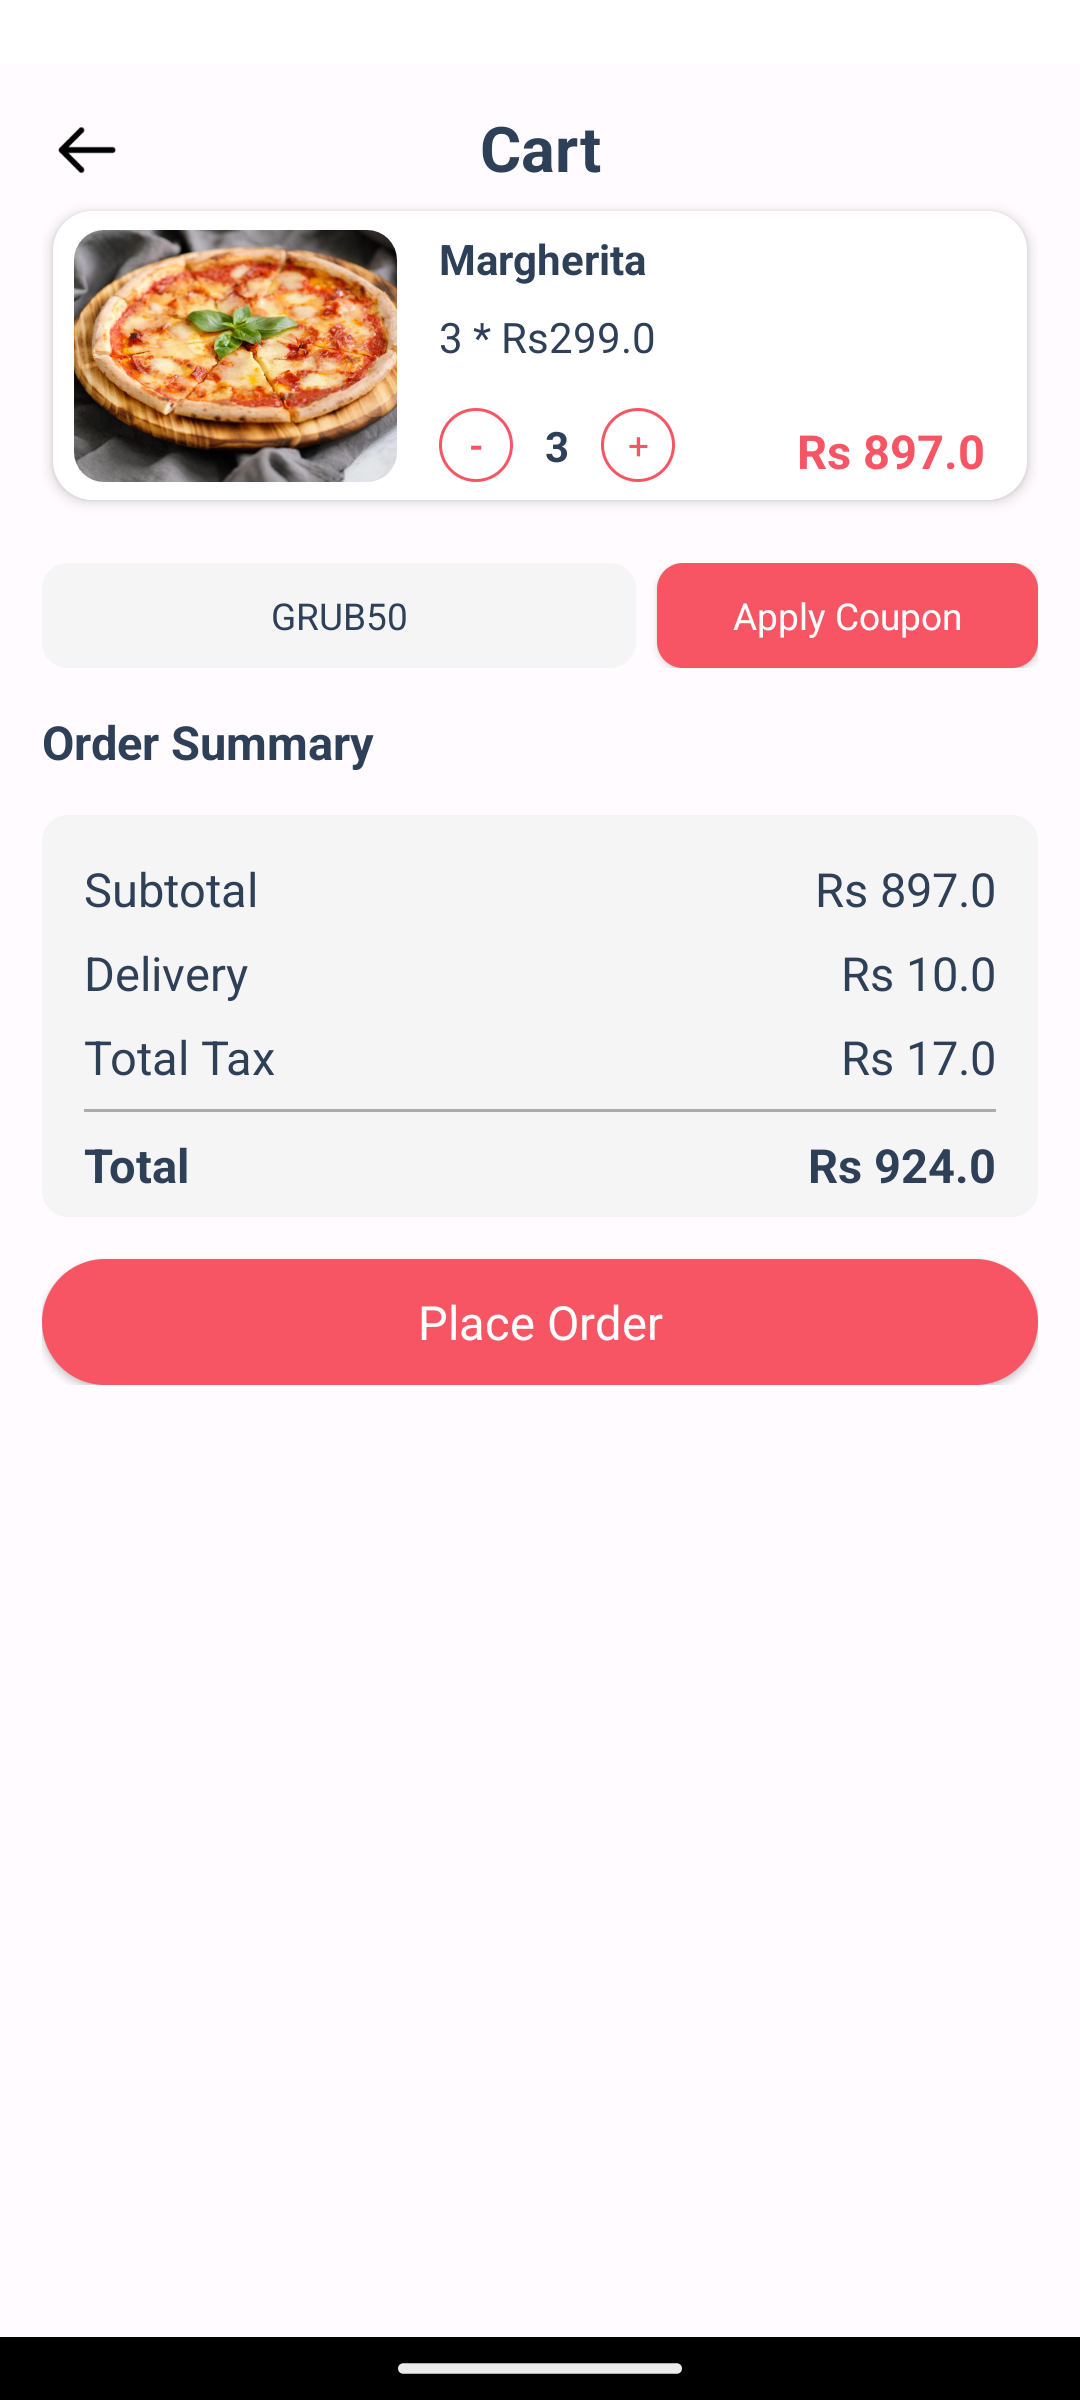 Cart
Margherita
3 * Rs299.0
- 3 + Rs 897.0
GRUB50 Apply Coupon
Order Summary
Subtotal Rs 897.0
Delivery Rs 10.0
Total Tax Rs 17.0
Total Rs 924.0
Place Order